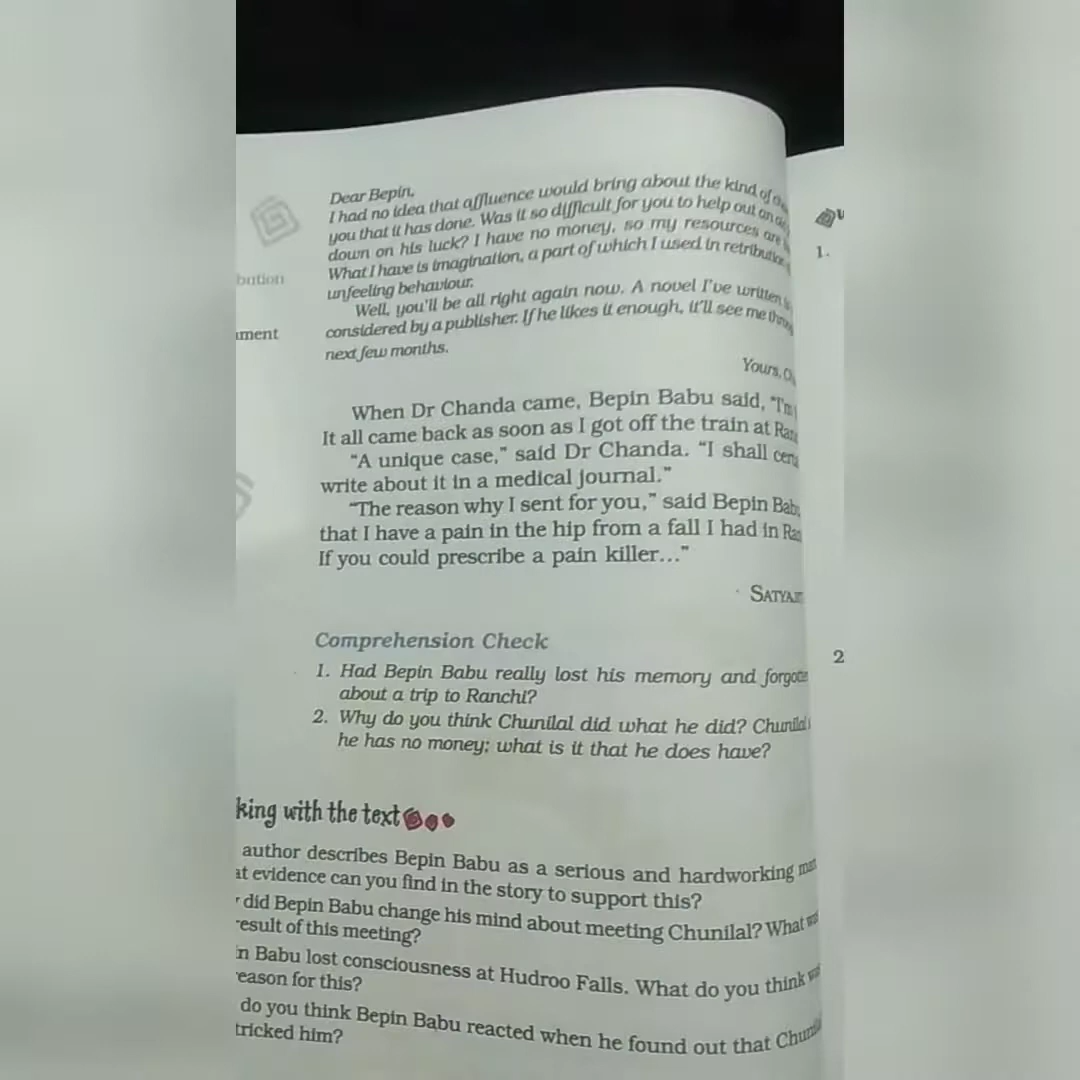 Dear Bepin,
I had no idea that affluence would bring about the kind of
you that it has done. Was it so difficult for you to help out an
down on his luck? I have no money, so my resources are
What I have is imagination, a part of which I used in retribution
unfeeling behaviour.
Well, you'll be all right again now. A novel I've written is
considered by a publisher. If he likes it enough, it'll see me
next few months.
Yours,
bution
ment
When Dr Chanda came, Bepin Babu said, "I'm
It all came back as soon as I got off the train at
"A unique case," said Dr Chanda. "I shall
write about it in a medical journal."
"The reason why I sent for you," said Bepin
that I have a pain in the hip from a fall I had in
If you could prescribe a pain killer..."
SATYAJIT
Comprehension Check
1. Had Bepin Babu really lost his memory and
about a trip to Ranchi?
2. Why do you think Chunilal did what he did? Chunilal
he has no money; what is it that he does have?
king with the text
author describes Bepin Babu as a serious and hardworking
at evidence can you find in the story to support this?
did Bepin Babu change his mind about meeting Chunilal? What
result of this meeting?
n Babu lost consciousness at Hudroo Falls. What do you think
reason for this?
do you think Bepin Babu reacted when he found out that
tricked him?
1.
2